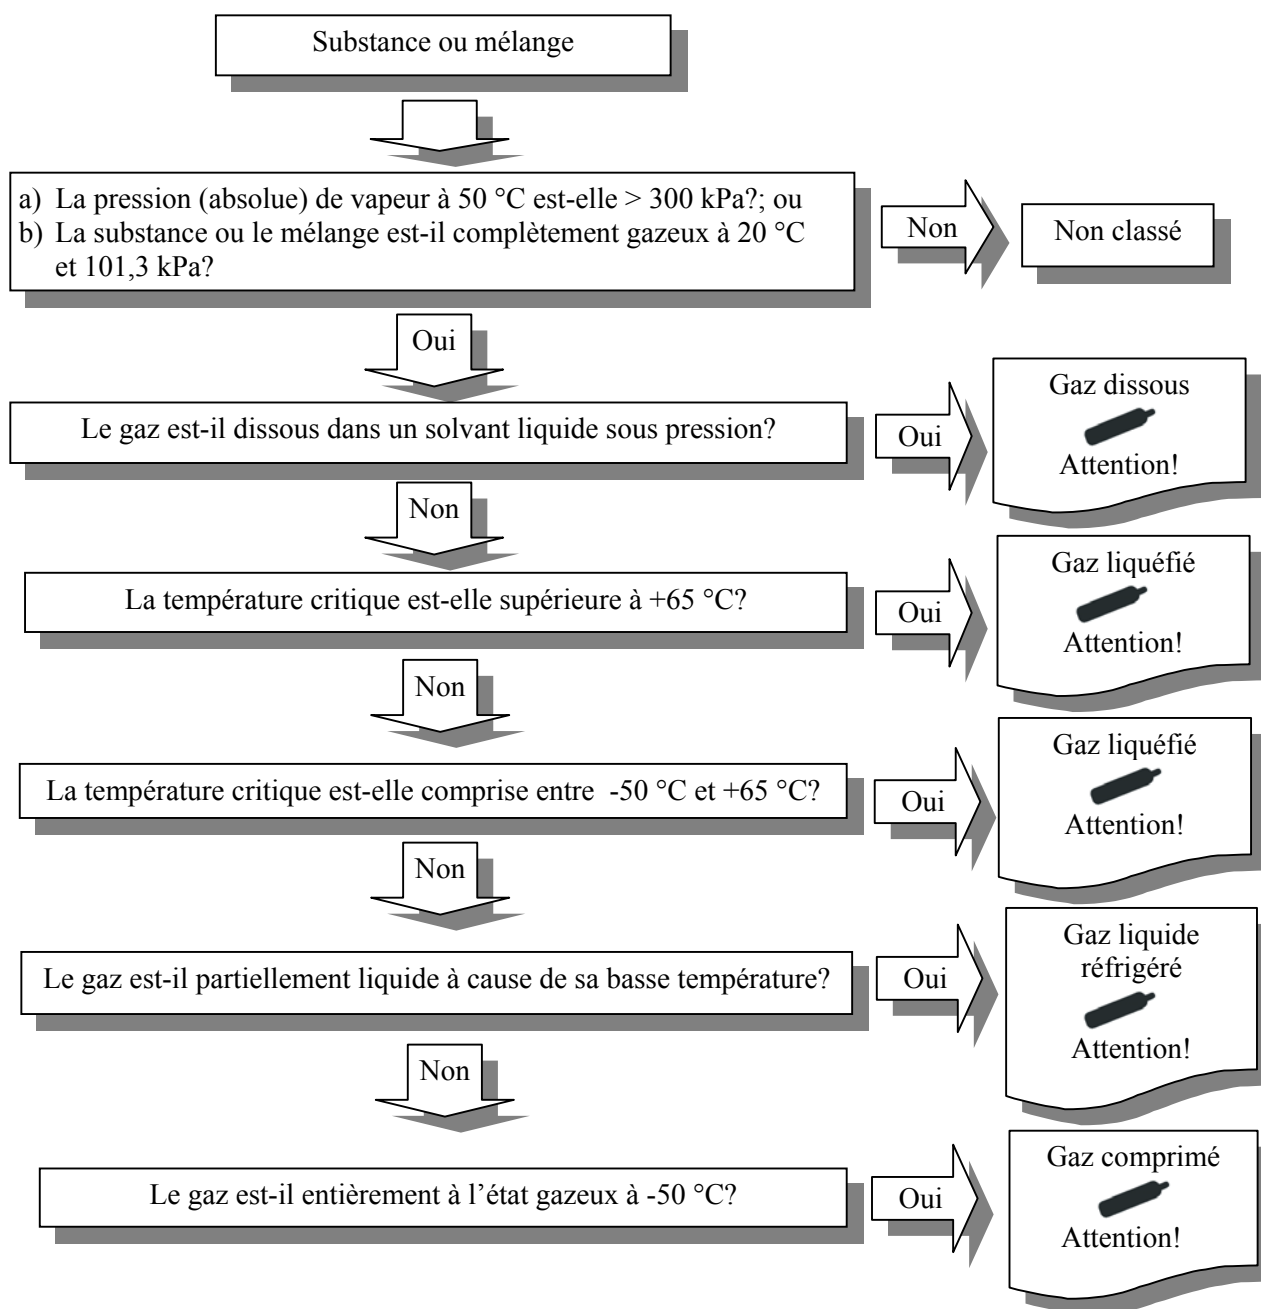 Substance ou mélange
a) La pression (absolue) de vapeur à 50 °C est-elle > 300 kPa?; ou
b) La substance ou le mélange est-il complètement gazeux à 20 °C
et 101,3 kPa?
Non
Non classé
Oui
Le gaz est-il dissous dans un solvant liquide sous pression?
Oui
Gaz dissous
Attention!
Non
La température critique est-elle supérieure à +65 °C?
Oui
Gaz liquéfié
Attention!
Non
La température critique est-elle comprise entre -50 °C et +65 °C?
Oui
Gaz liquéfié
Attention!
Non
Le gaz est-il partiellement liquide à cause de sa basse température?
Oui
Gaz liquide
réfrigéré
Attention!
Non
Le gaz est-il entièrement à l’état gazeux à -50 °C?
Oui
Gaz comprimé
Attention!